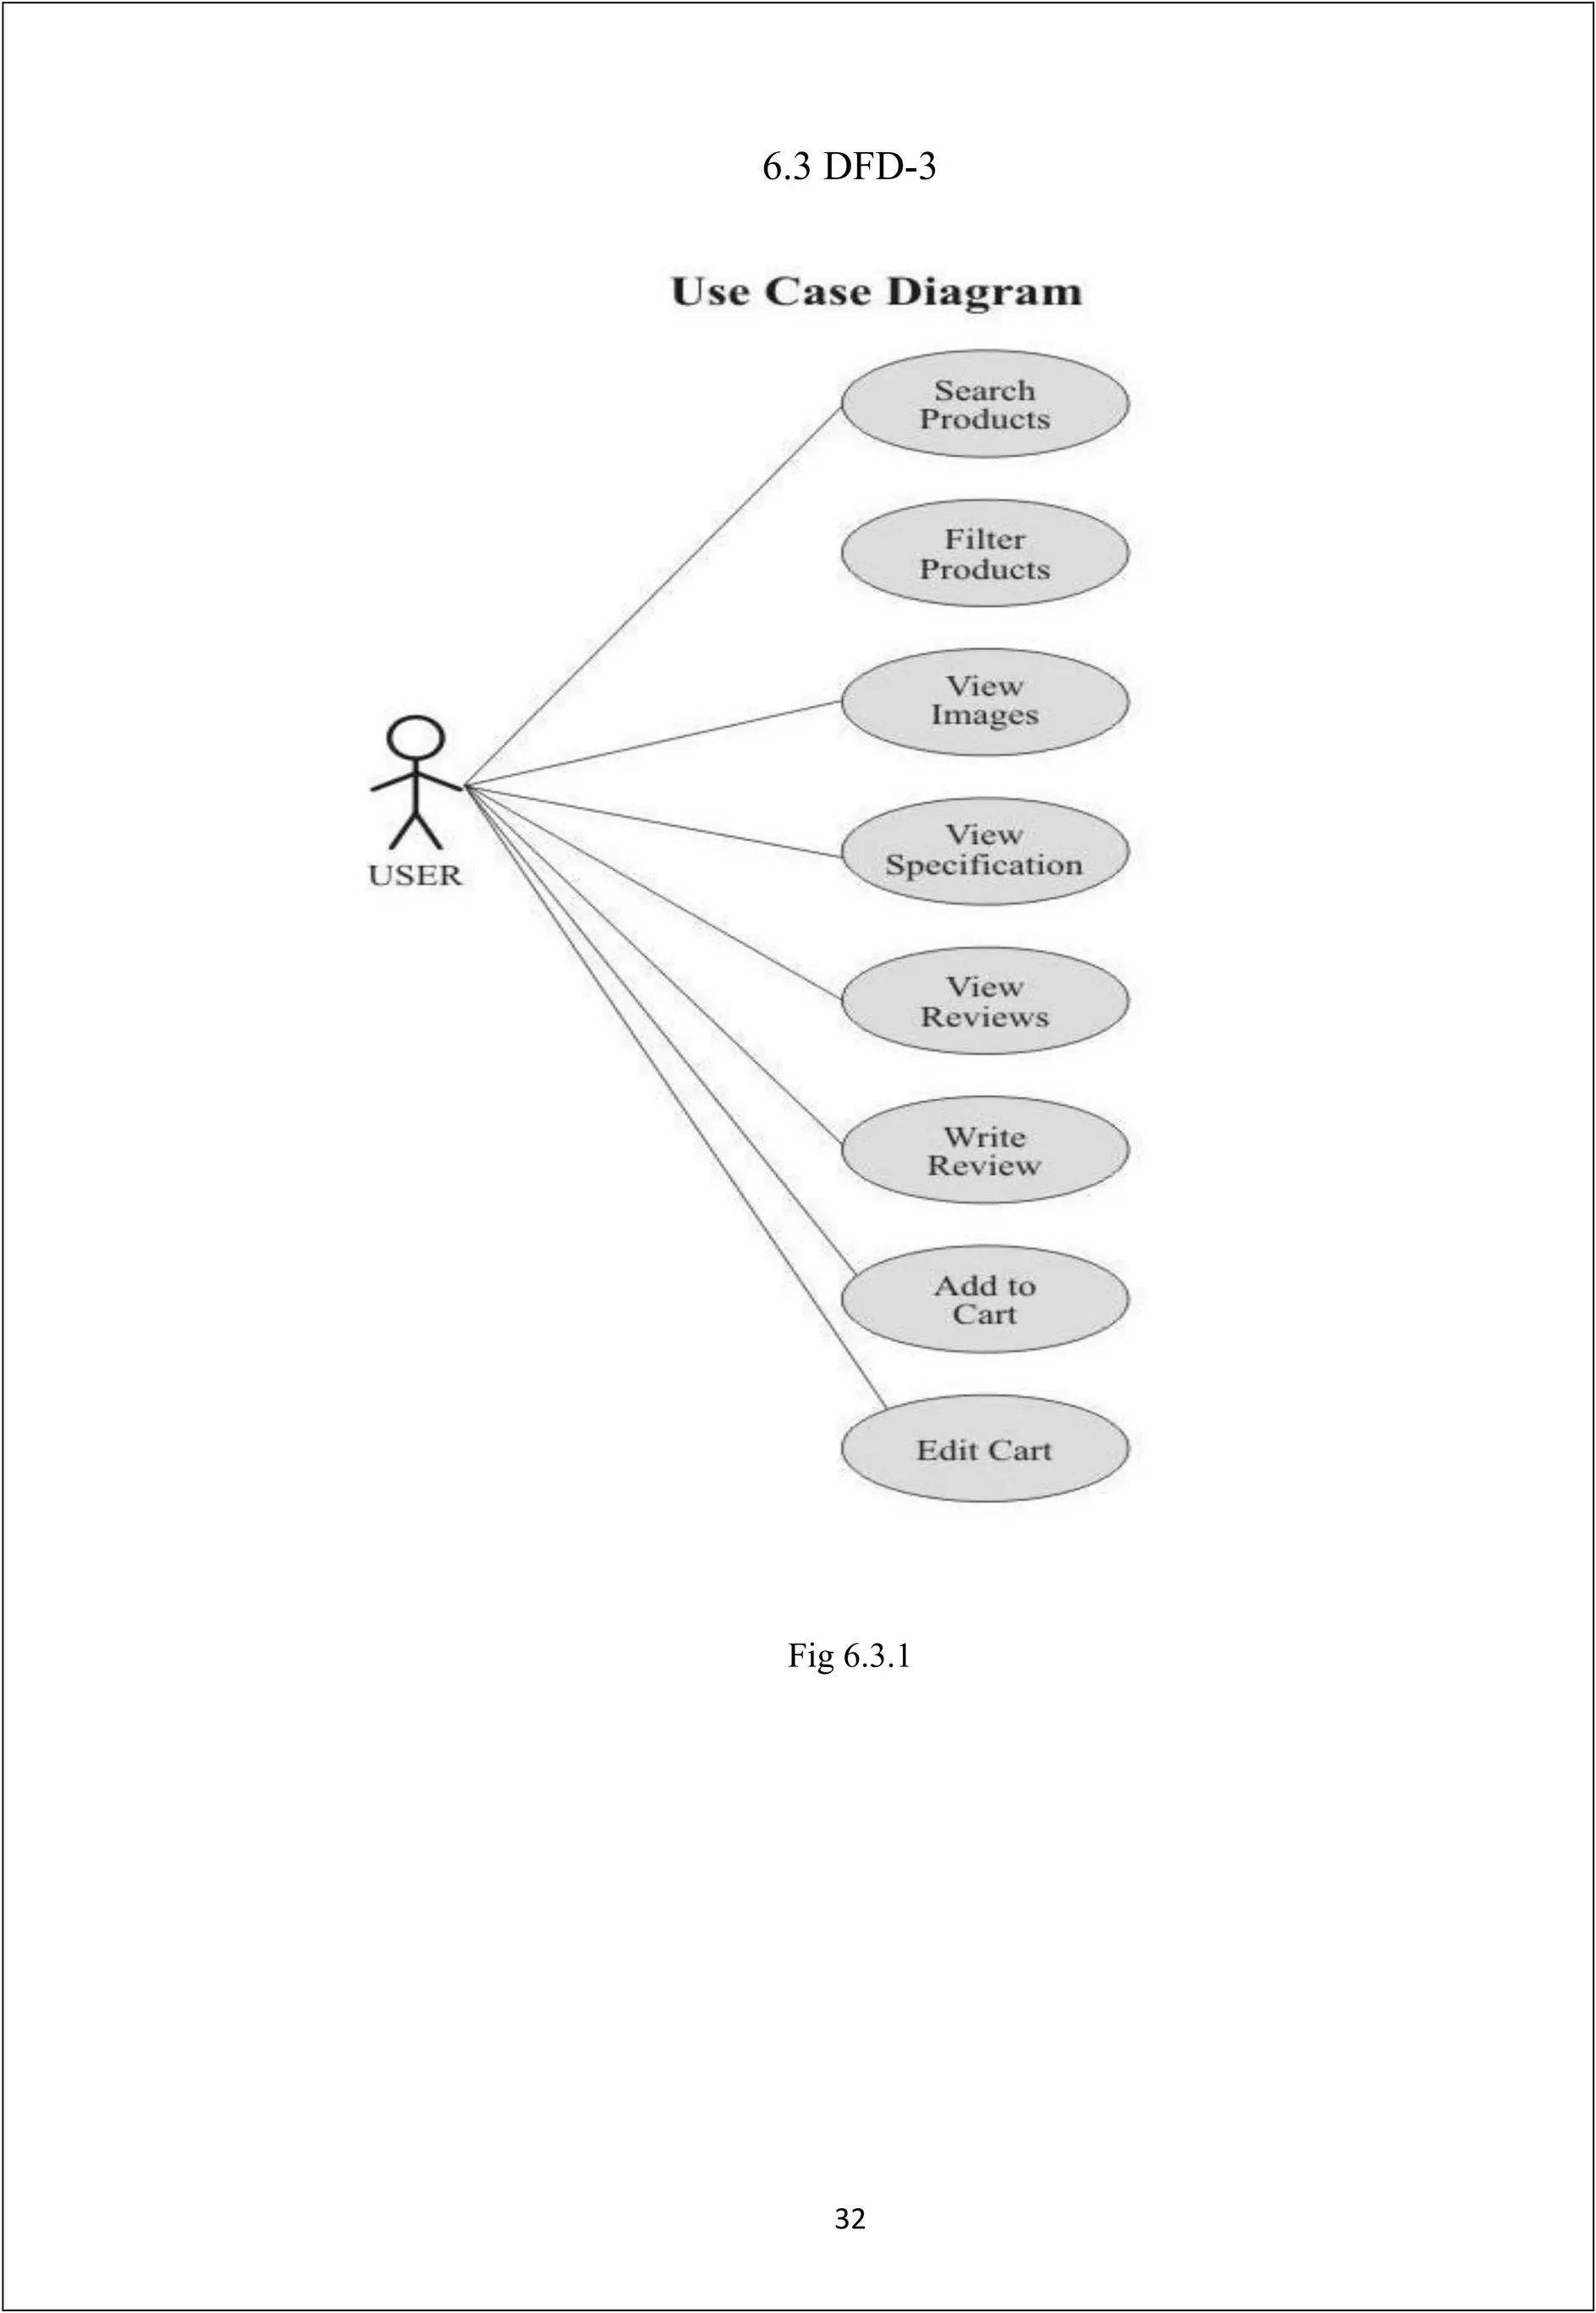 6.3 DFD-3
Use Case Diagram
Search
Products
Filter
Products
View
Images
View
Specification
USER
View
Reviews
Write
Review
Add to
Cart
Edit Cart
Fig 6.3.1
32